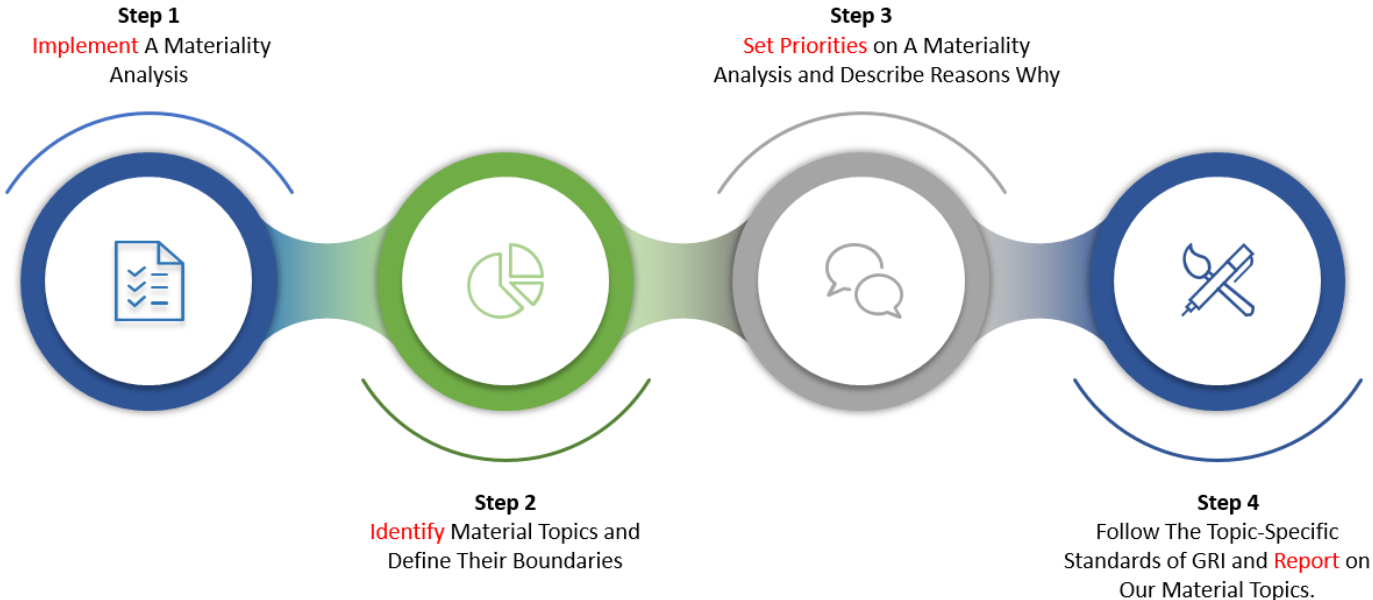 Step 1
Implement A Materiality
Analysis
Step 2
Identify Material Topics and
Define Their Boundaries
Step 3
Set Priorities on A Materiality
Analysis and Describe Reasons Why
Step 4
Follow The Topic-Specific
Standards of GRI and Report on
Our Material Topics.